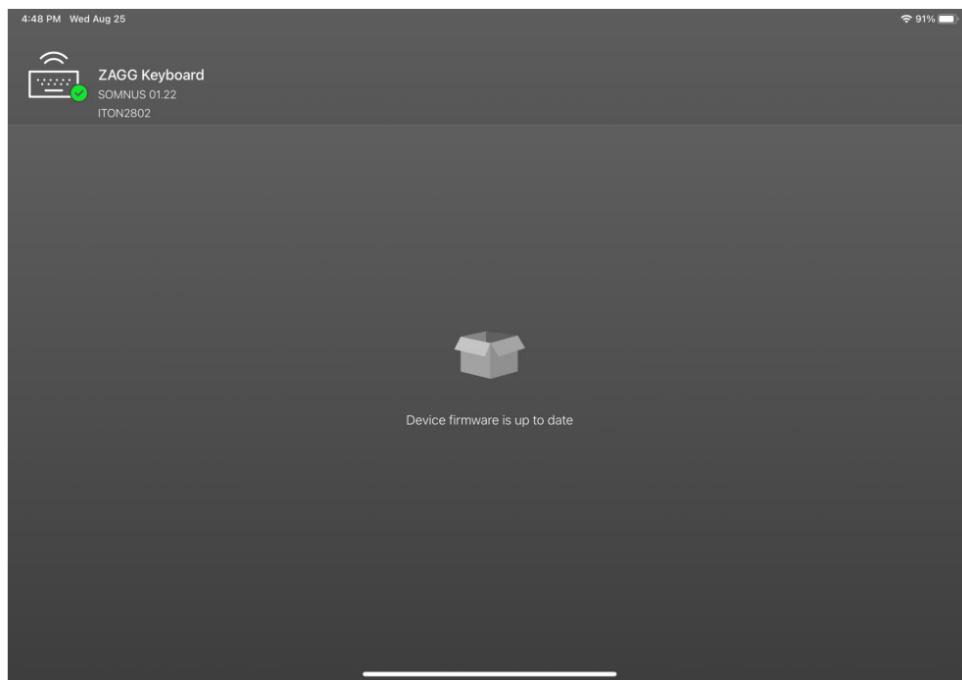 4:48 PM Wed Aug 25 91%
ZAGG Keyboard
SOMNUS 01.22
ITON2802
Device firmware is up to date